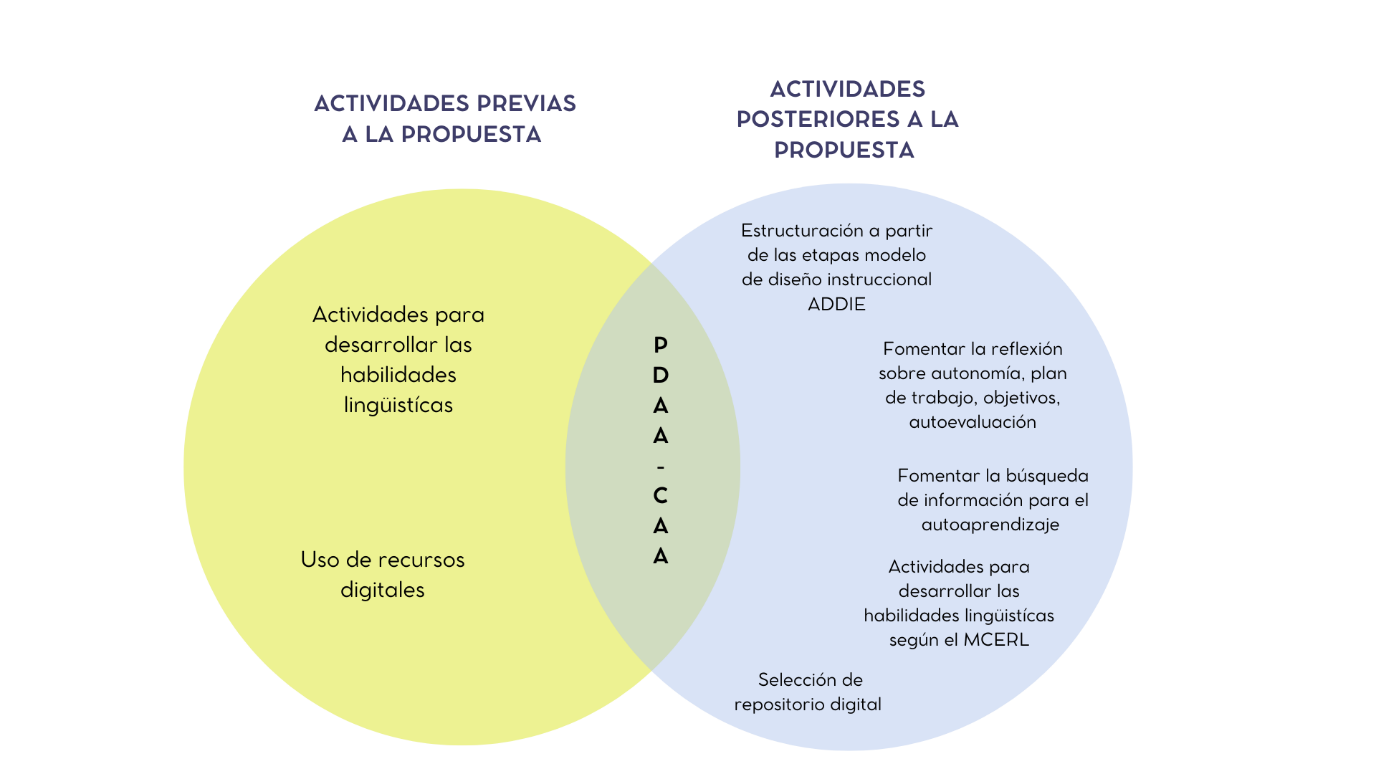 ACTIVIDADES PREVIAS
A LA PROPUESTA
ACTIVIDADES
POSTERIORES A LA
PROPUESTA
Actividades para
desarrollar las
habilidades
lingüistícas
Uso de recursos
digitales
P
D
A
A
-
C
A
A
Estructuración a partir
de las etapas modelo
de diseño instruccional
ADDIE
Fomentar la reflexión
sobre autonomía, plan
de trabajo, objetivos,
autoevaluación
Fomentar la búsqueda
de información para el
autoaprendizaje
Actividades para
desarrollar las
habilidades lingüistícas
según el MCERL
Selección de
repositorio digital